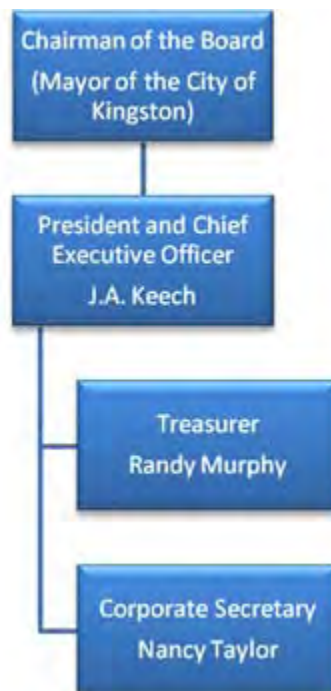 Chairman of the Board
(Mayor of the City of
Kingston)
President and Chief
Executive Officer
J.A. Keech
Treasurer
Randy Murphy
Corporate Secretary
Nancy Taylor